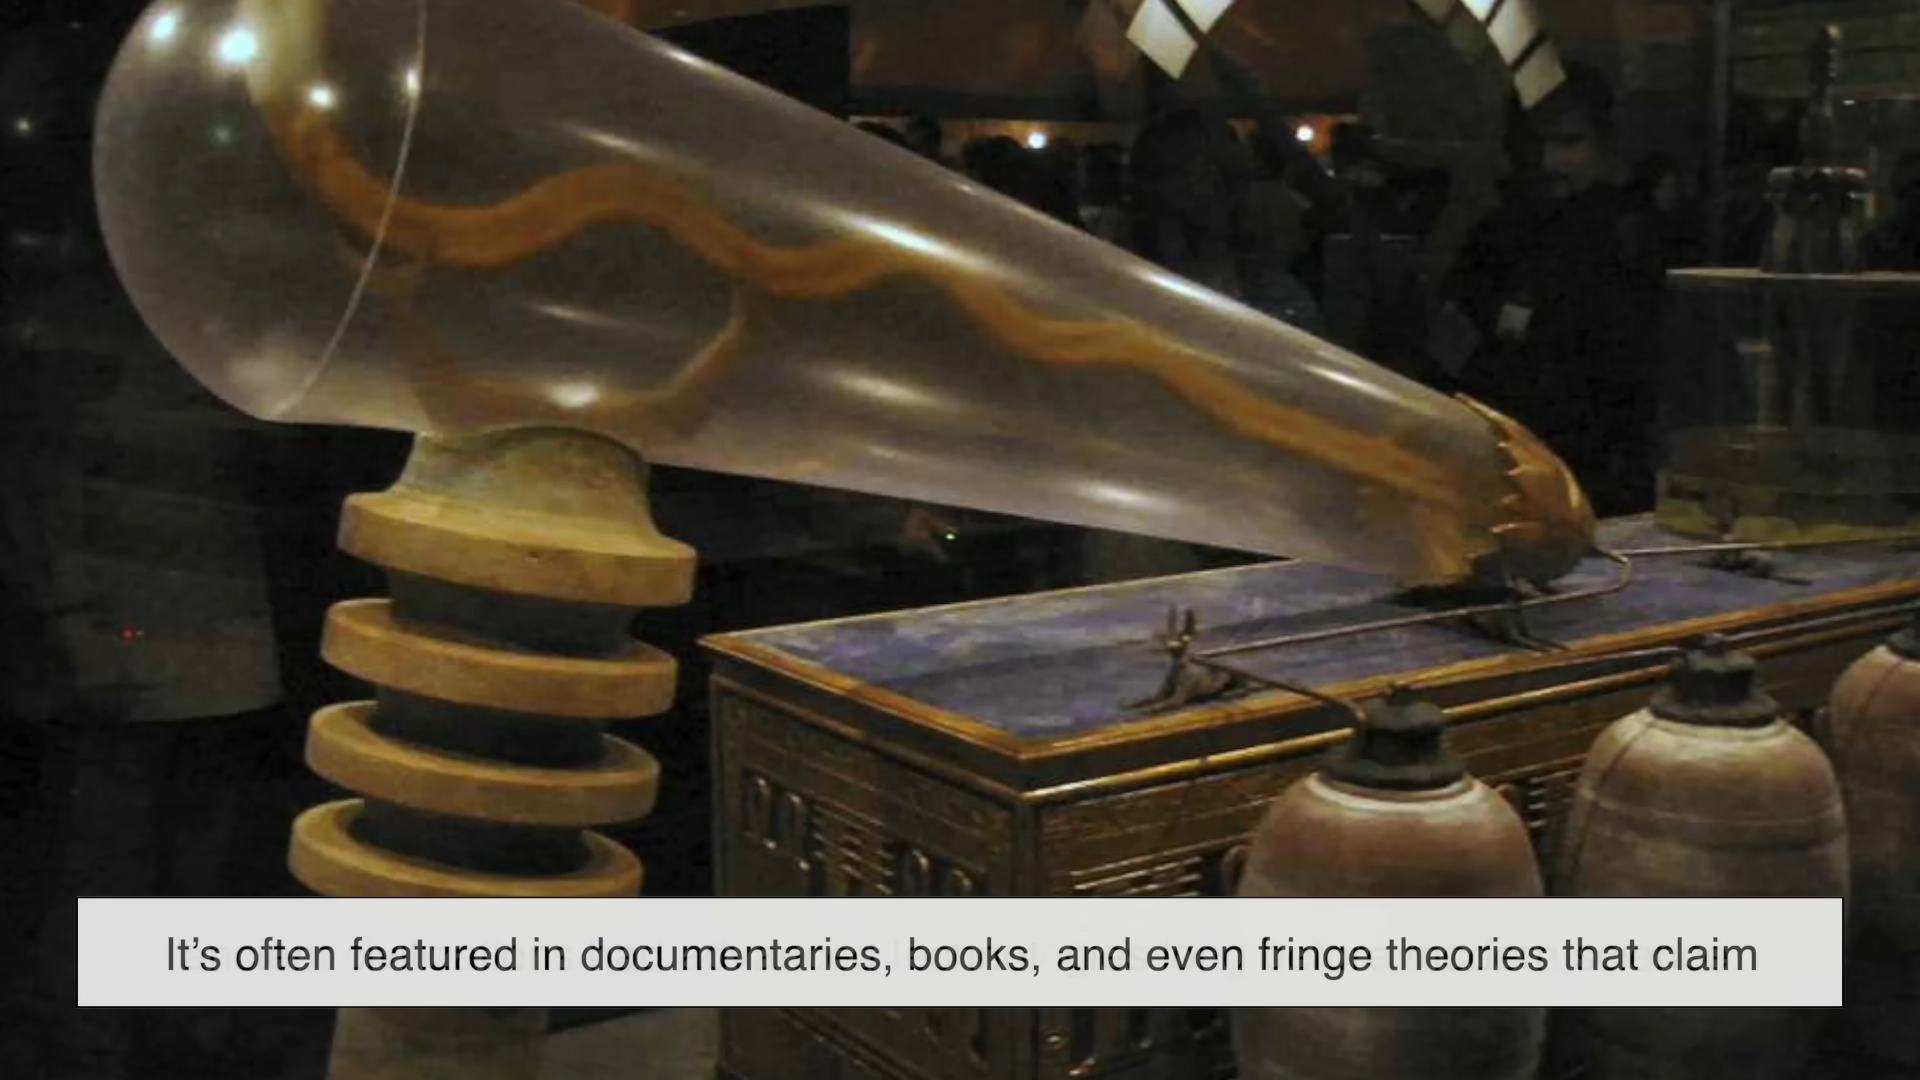 It’s often featured in documentaries, books, and even fringe theories that claim